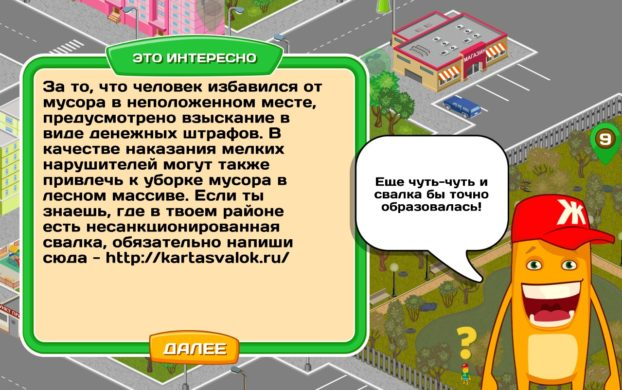 ЭТО ИНТЕРЕСНО
За то, что человек избавился от
мусора в неположенном месте,
предусмотрено взыскание в
виде денежных штрафов. В
качестве наказания мелких
нарушителей могут также
привлечь к уборке мусора в
лесном массиве. Если ты
знаешь, где в твоем районе
есть несанкционированная
свалка, обязательно напиши
сюда - http://kartasvalok.ru/
ДАЛЕЕ
МАГАЗИН
9
Еще чуть-чуть и
свалка бы точно
образовалась!
Ж
?